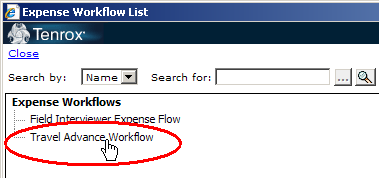 Expense Workflow List
Tenrox
Close
Search by: Name Search for: ...
Expense Workflows
Field Interviewer Expense Flow
Travel Advance Workflow